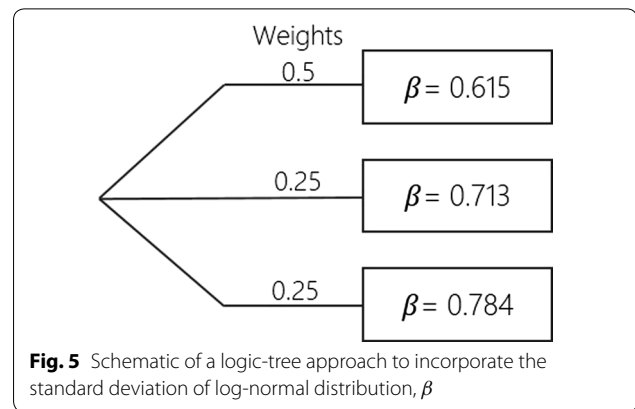 Weights
0.5
β = 0.615
0.25
β = 0.713
0.25
β = 0.784
Fig. 5 Schematic of a logic-tree approach to incorporate the
standard deviation of log-normal distribution, β